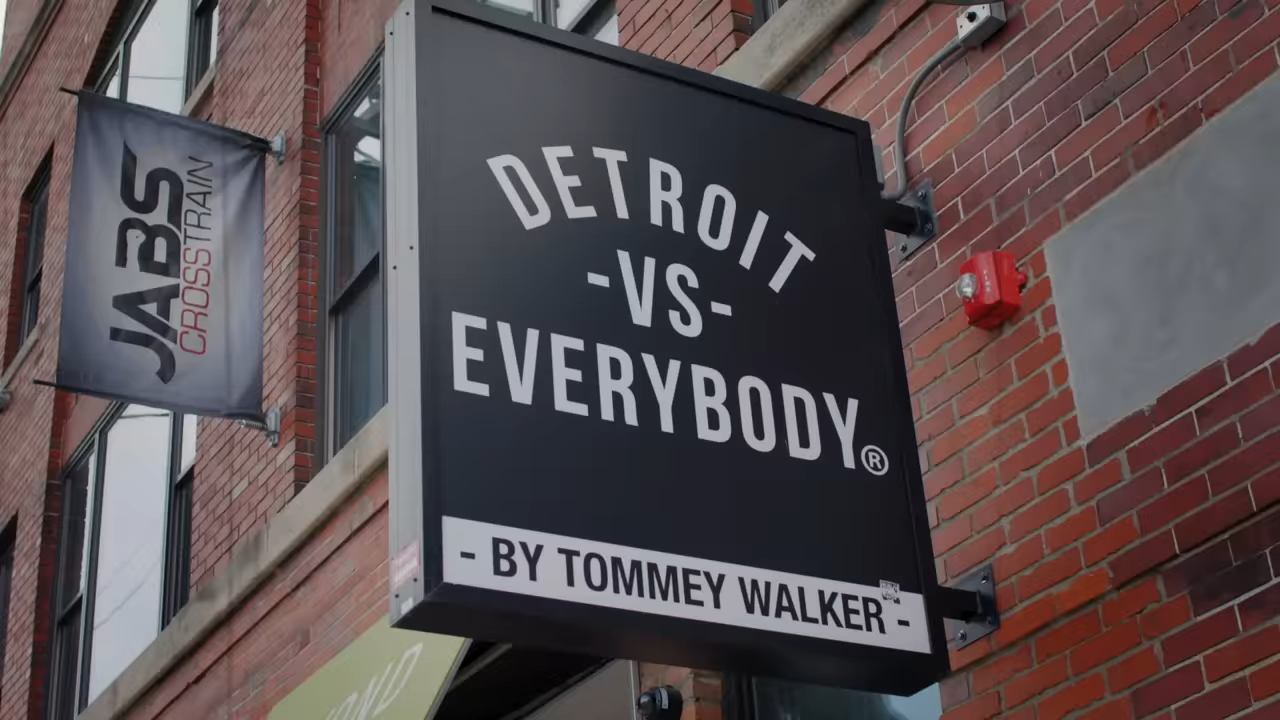 JABS
CROSSTRAIN
DETROIT
-VS-
EVERYBODY®
- BY TOMMEY WALKER -